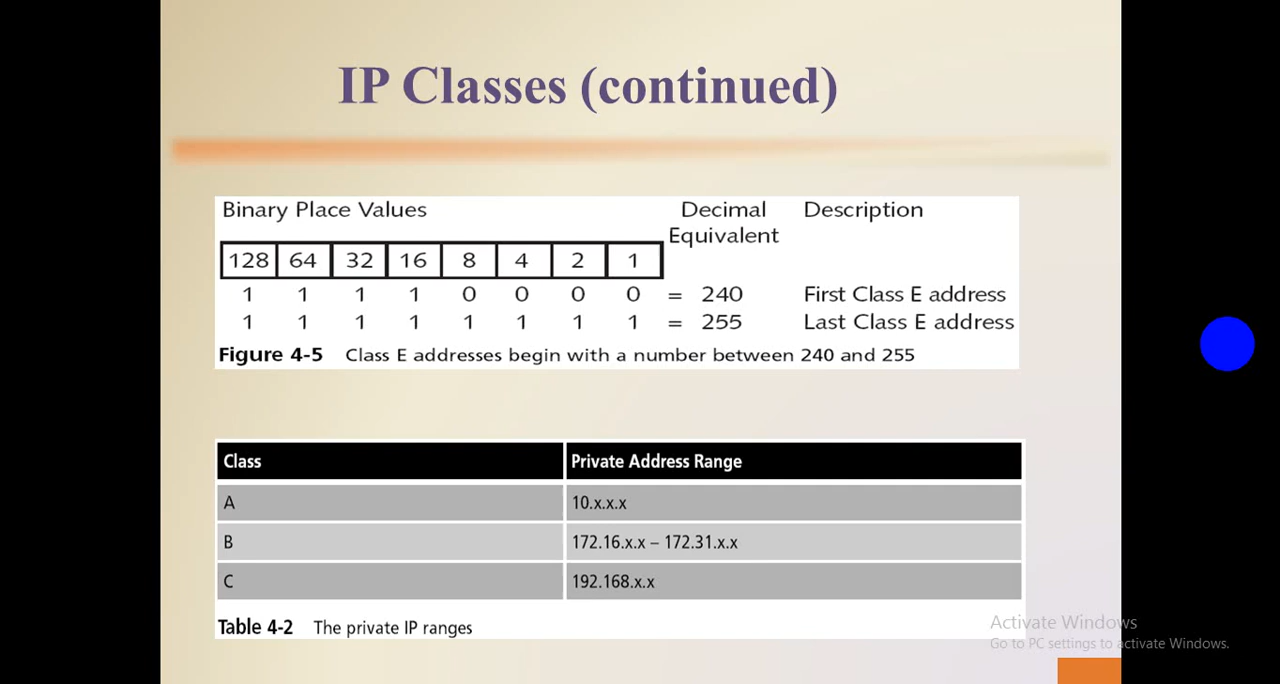 IP Classes (continued)
Binary Place Values Decimal Equivalent Description
128 64 32 16 8 4 2 1
1 1 1 1 0 0 0 0 = 240 First Class E address
1 1 1 1 1 1 1 1 = 255 Last Class E address
Figure 4-5 Class E addresses begin with a number between 240 and 255
Class Private Address Range
A 10.x.x.x
B 172.16.x.x – 172.31.x.x
C 192.168.x.x
Table 4-2 The private IP ranges
Activate Windows
Go to PC settings to activate Windows.